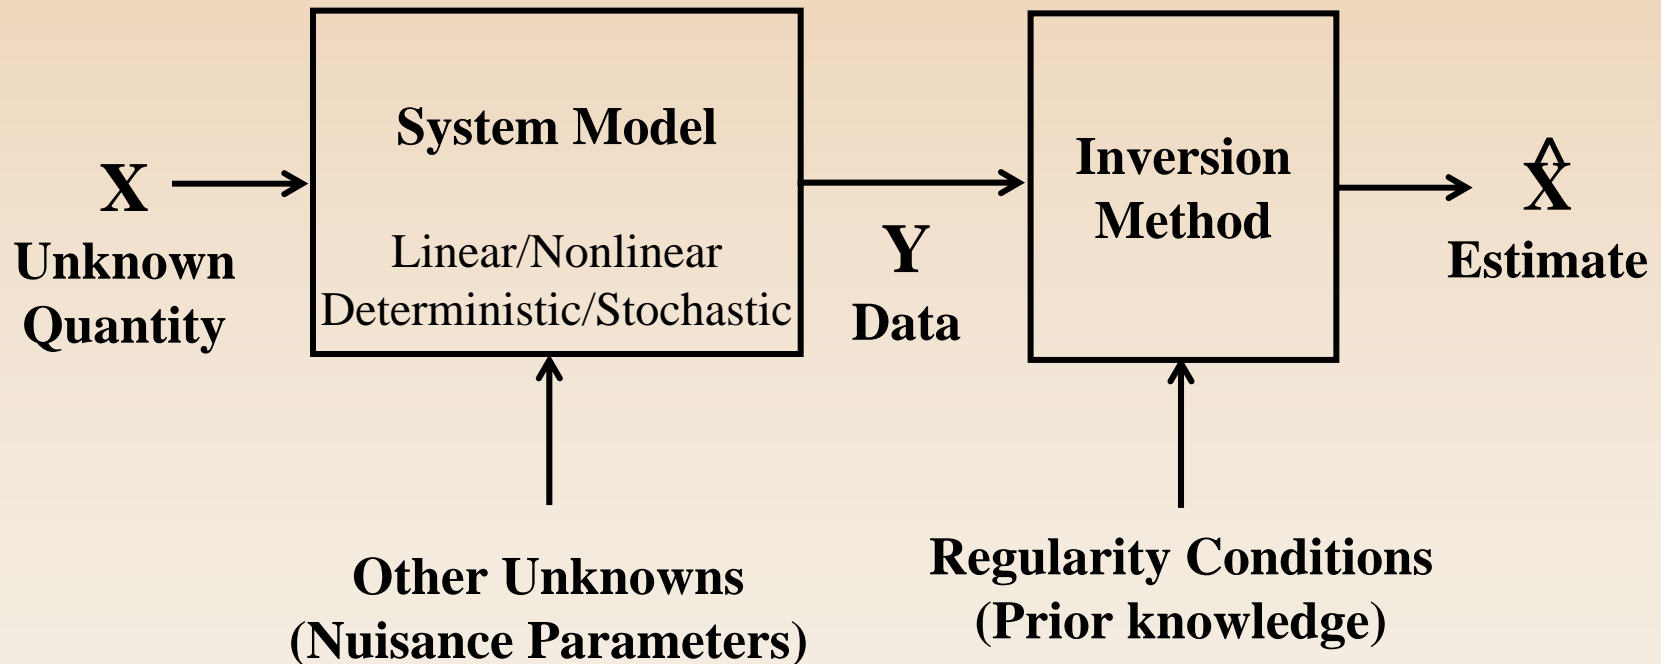 X
Unknown
Quantity
System Model
Linear/Nonlinear
Deterministic/Stochastic
Other Unknowns
(Nuisance Parameters)
Y
Data
Inversion
Method
Regularity Conditions
(Prior knowledge)
X̂
Estimate